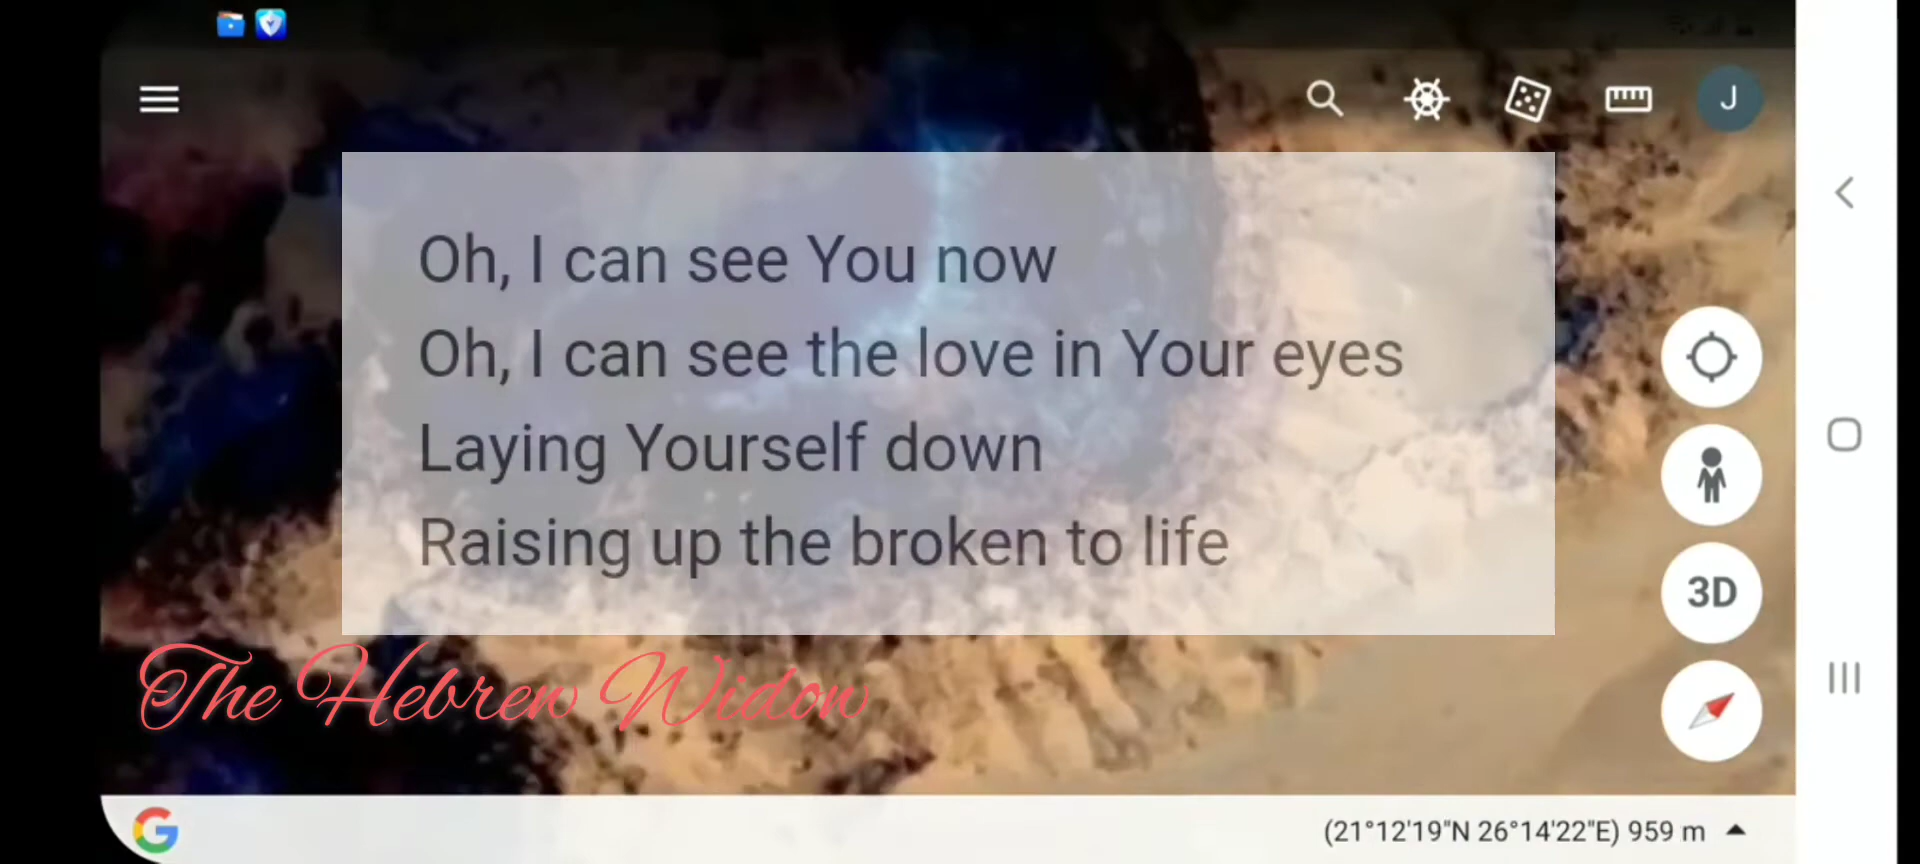 J
Oh, I can see You now
Oh, I can see the love in Your eyes
Laying Yourself down
Raising up the broken to life
3D
The Hebrew Widow
(21°12'19"N 26°14'22"E) 959 m